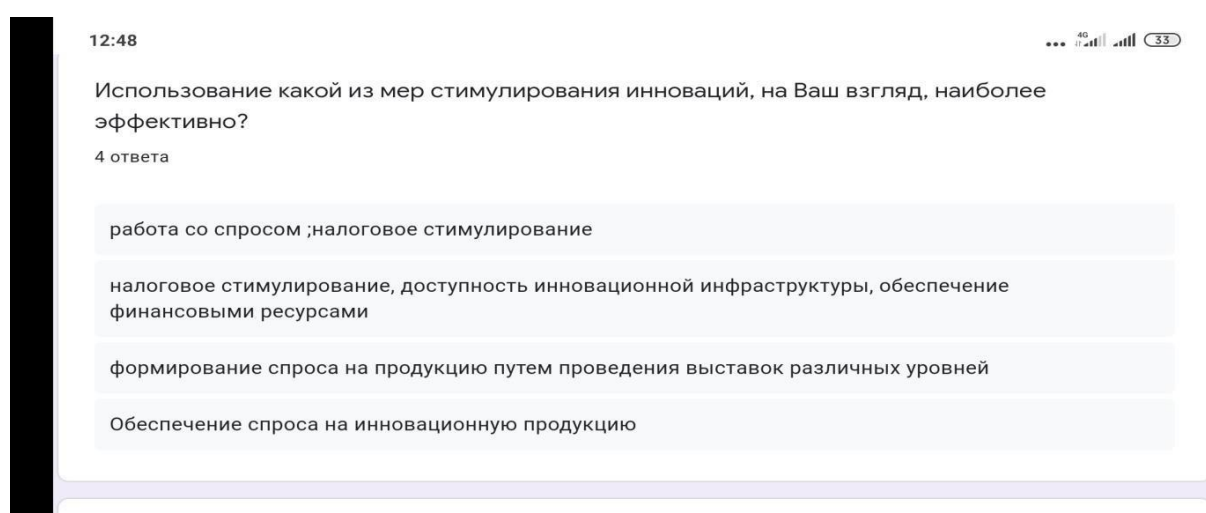 12:48
... 4G 33
Использование какой из мер стимулирования инноваций, на Ваш взгляд, наиболее
эффективно?
4 ответа
работа со спросом ;налоговое стимулирование
налоговое стимулирование, доступность инновационной инфраструктуры, обеспечение
финансовыми ресурсами
формирование спроса на продукцию путем проведения выставок различных уровней
Обеспечение спроса на инновационную продукцию